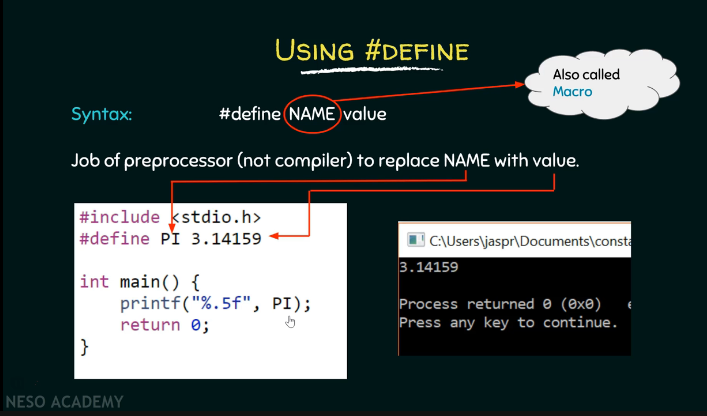 USING #DEFINE
Also called
Macro
Syntax: #define NAME value
Job of preprocessor (not compiler) to replace NAME with value.
#include <stdio.h>
#define PI 3.14159
int main() {
printf("%.5f", PI);
return 0;
}
C:\Users\jaspr\Documents\consta
3.14159
Process returned 0 (0x0) e
Press any key to continue.
NESO ACADEMY